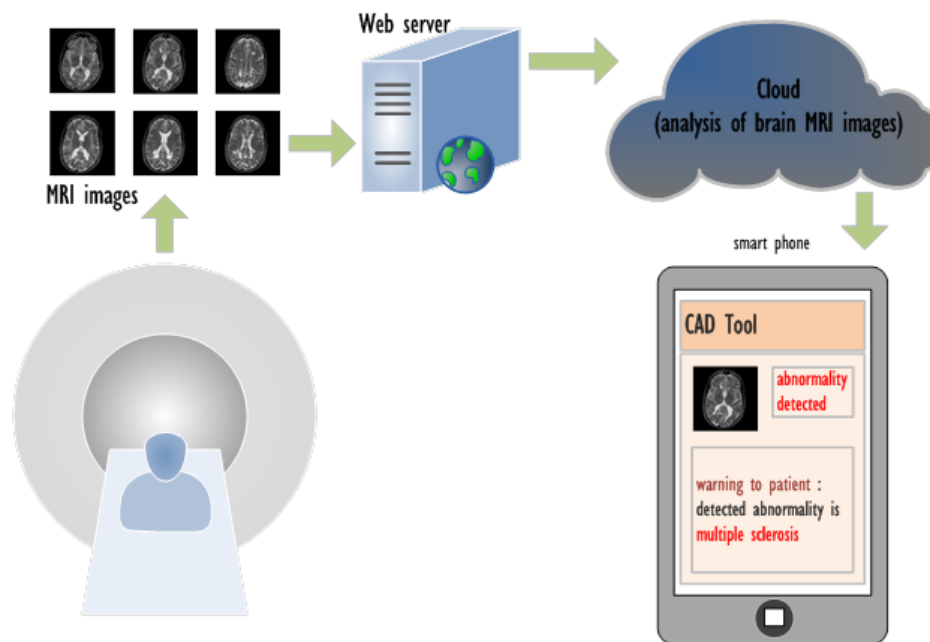 Web server
Cloud
(analysis of brain MRI images)
MRI images
smart phone
CAD Tool
abnormality
detected
warning to patient :
detected abnormality is
multiple sclerosis